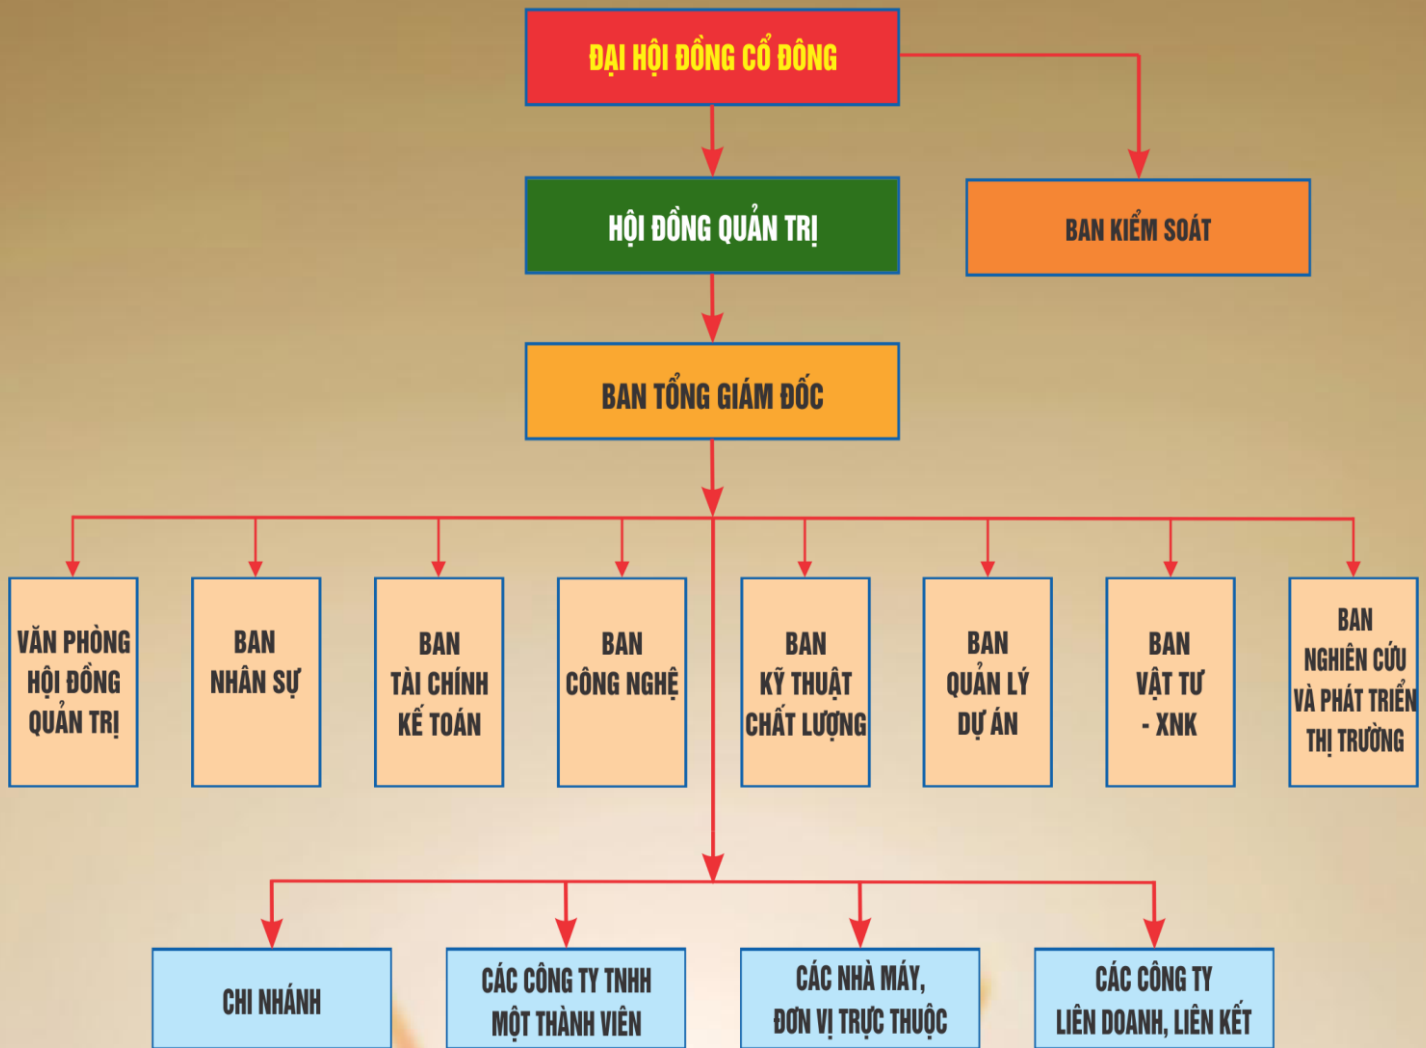 ĐẠI HỘI ĐỒNG CỔ ĐÔNG
HỘI ĐỒNG QUẢN TRỊ
BAN KIỂM SOÁT
BAN TỔNG GIÁM ĐỐC
VĂN PHÒNG
HỘI ĐỒNG
QUẢN TRỊ
BAN
NHÂN SỰ
BAN
TÀI CHÍNH
KẾ TOÁN
BAN
CÔNG NGHỆ
BAN
KỸ THUẬT
CHẤT LƯỢNG
BAN
QUẢN LÝ
DỰ ÁN
BAN
VẬT TƯ
- XNK
BAN
NGHIÊN CỨU
VÀ PHÁT TRIỂN
THỊ TRƯỜNG
CHI NHÁNH
CÁC CÔNG TY TNHH
MỘT THÀNH VIÊN
CÁC NHÀ MÁY,
ĐƠN VỊ TRỰC THUỘC
CÁC CÔNG TY
LIÊN DOANH, LIÊN KẾT